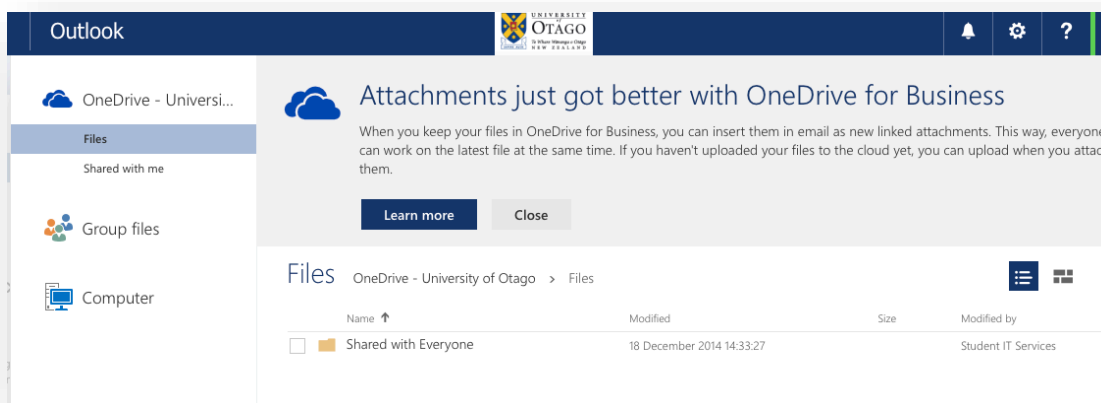 Outlook
UNIVERSITY
OTAGO
Te Whare Wānanga o Otāgo
NEW ZEALAND
?
OneDrive - Universi...
Files
Shared with me
Group files
Computer
Attachments just got better with OneDrive for Business
When you keep your files in OneDrive for Business, you can insert them in email as new linked attachments. This way, everyone
can work on the latest file at the same time. If you haven't uploaded your files to the cloud yet, you can upload when you attac
them.
Learn more Close
Files OneDrive - University of Otago > Files
Name ↑ Modified Size Modified by
Shared with Everyone 18 December 2014 14:33:27 Student IT Services